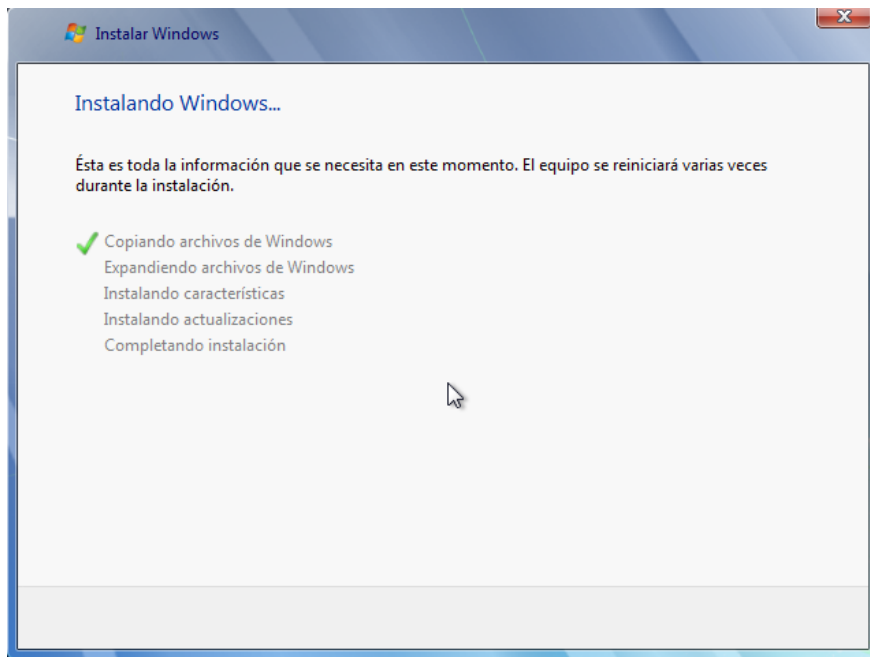 Instalar Windows
Instalando Windows...
Ésta es toda la información que se necesita en este momento. El equipo se reiniciará varias veces
durante la instalación.
Copiando archivos de Windows
Expandiendo archivos de Windows
Instalando características
Instalando actualizaciones
Completando instalación